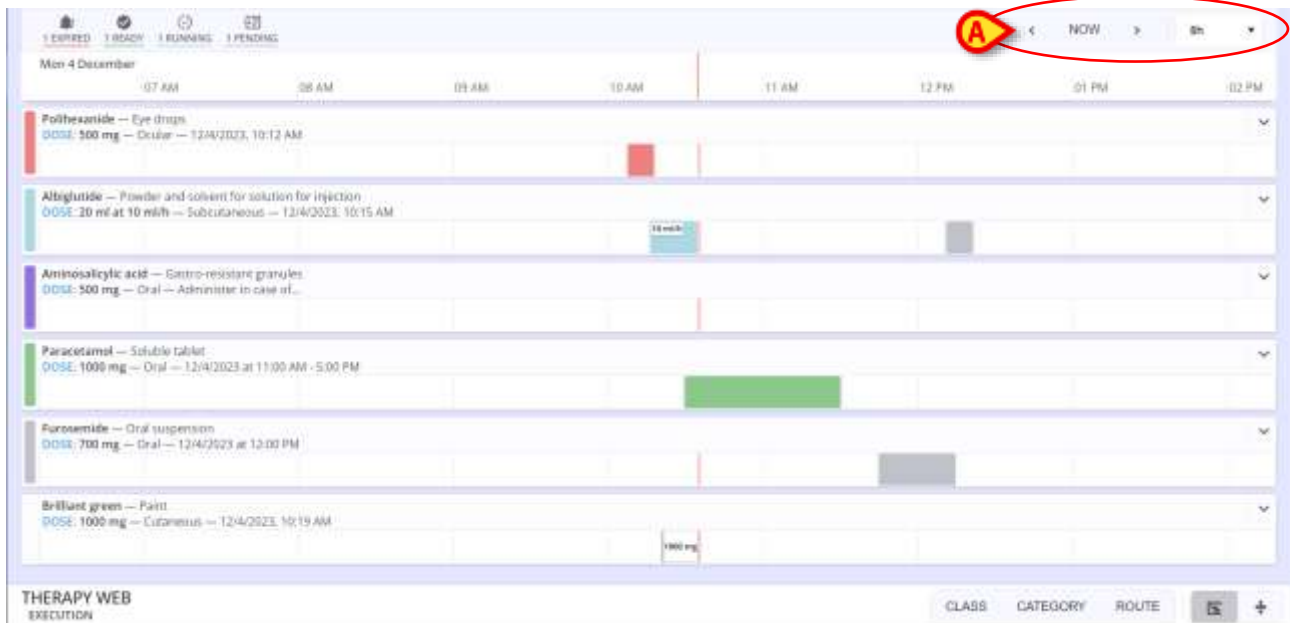 1 EXPIRED 1 READY 1 RUNNING 1 PENDING
A
NOW
8h
Mon 4 December
07 AM 08 AM 09 AM 10 AM 11 AM 12 PM 01 PM 02 PM
Polihexanide — Eye drops
DOSE: 500 mg — Ocular — 12/4/2023, 10:12 AM
Albiglutide — Powder and solvent for solution for injection
DOSE: 20 ml at 10 ml/h — Subcutaneous — 12/4/2023, 10:15 AM
10 ml/h
Aminosalicylic acid — Gastro-resistant granules
DOSE: 500 mg — Oral — Administer in case of...
Paracetamol — Soluble tablet
DOSE: 1000 mg — Oral — 12/4/2023 at 11:00 AM - 5:00 PM
Furosemide — Oral suspension
DOSE: 700 mg — Oral — 12/4/2023 at 12:00 PM
Brilliant green — Paint
DOSE: 1000 mg — Cutaneous — 12/4/2023, 10:19 AM
1000 mg
THERAPY WEB
EXECUTION
CLASS CATEGORY ROUTE